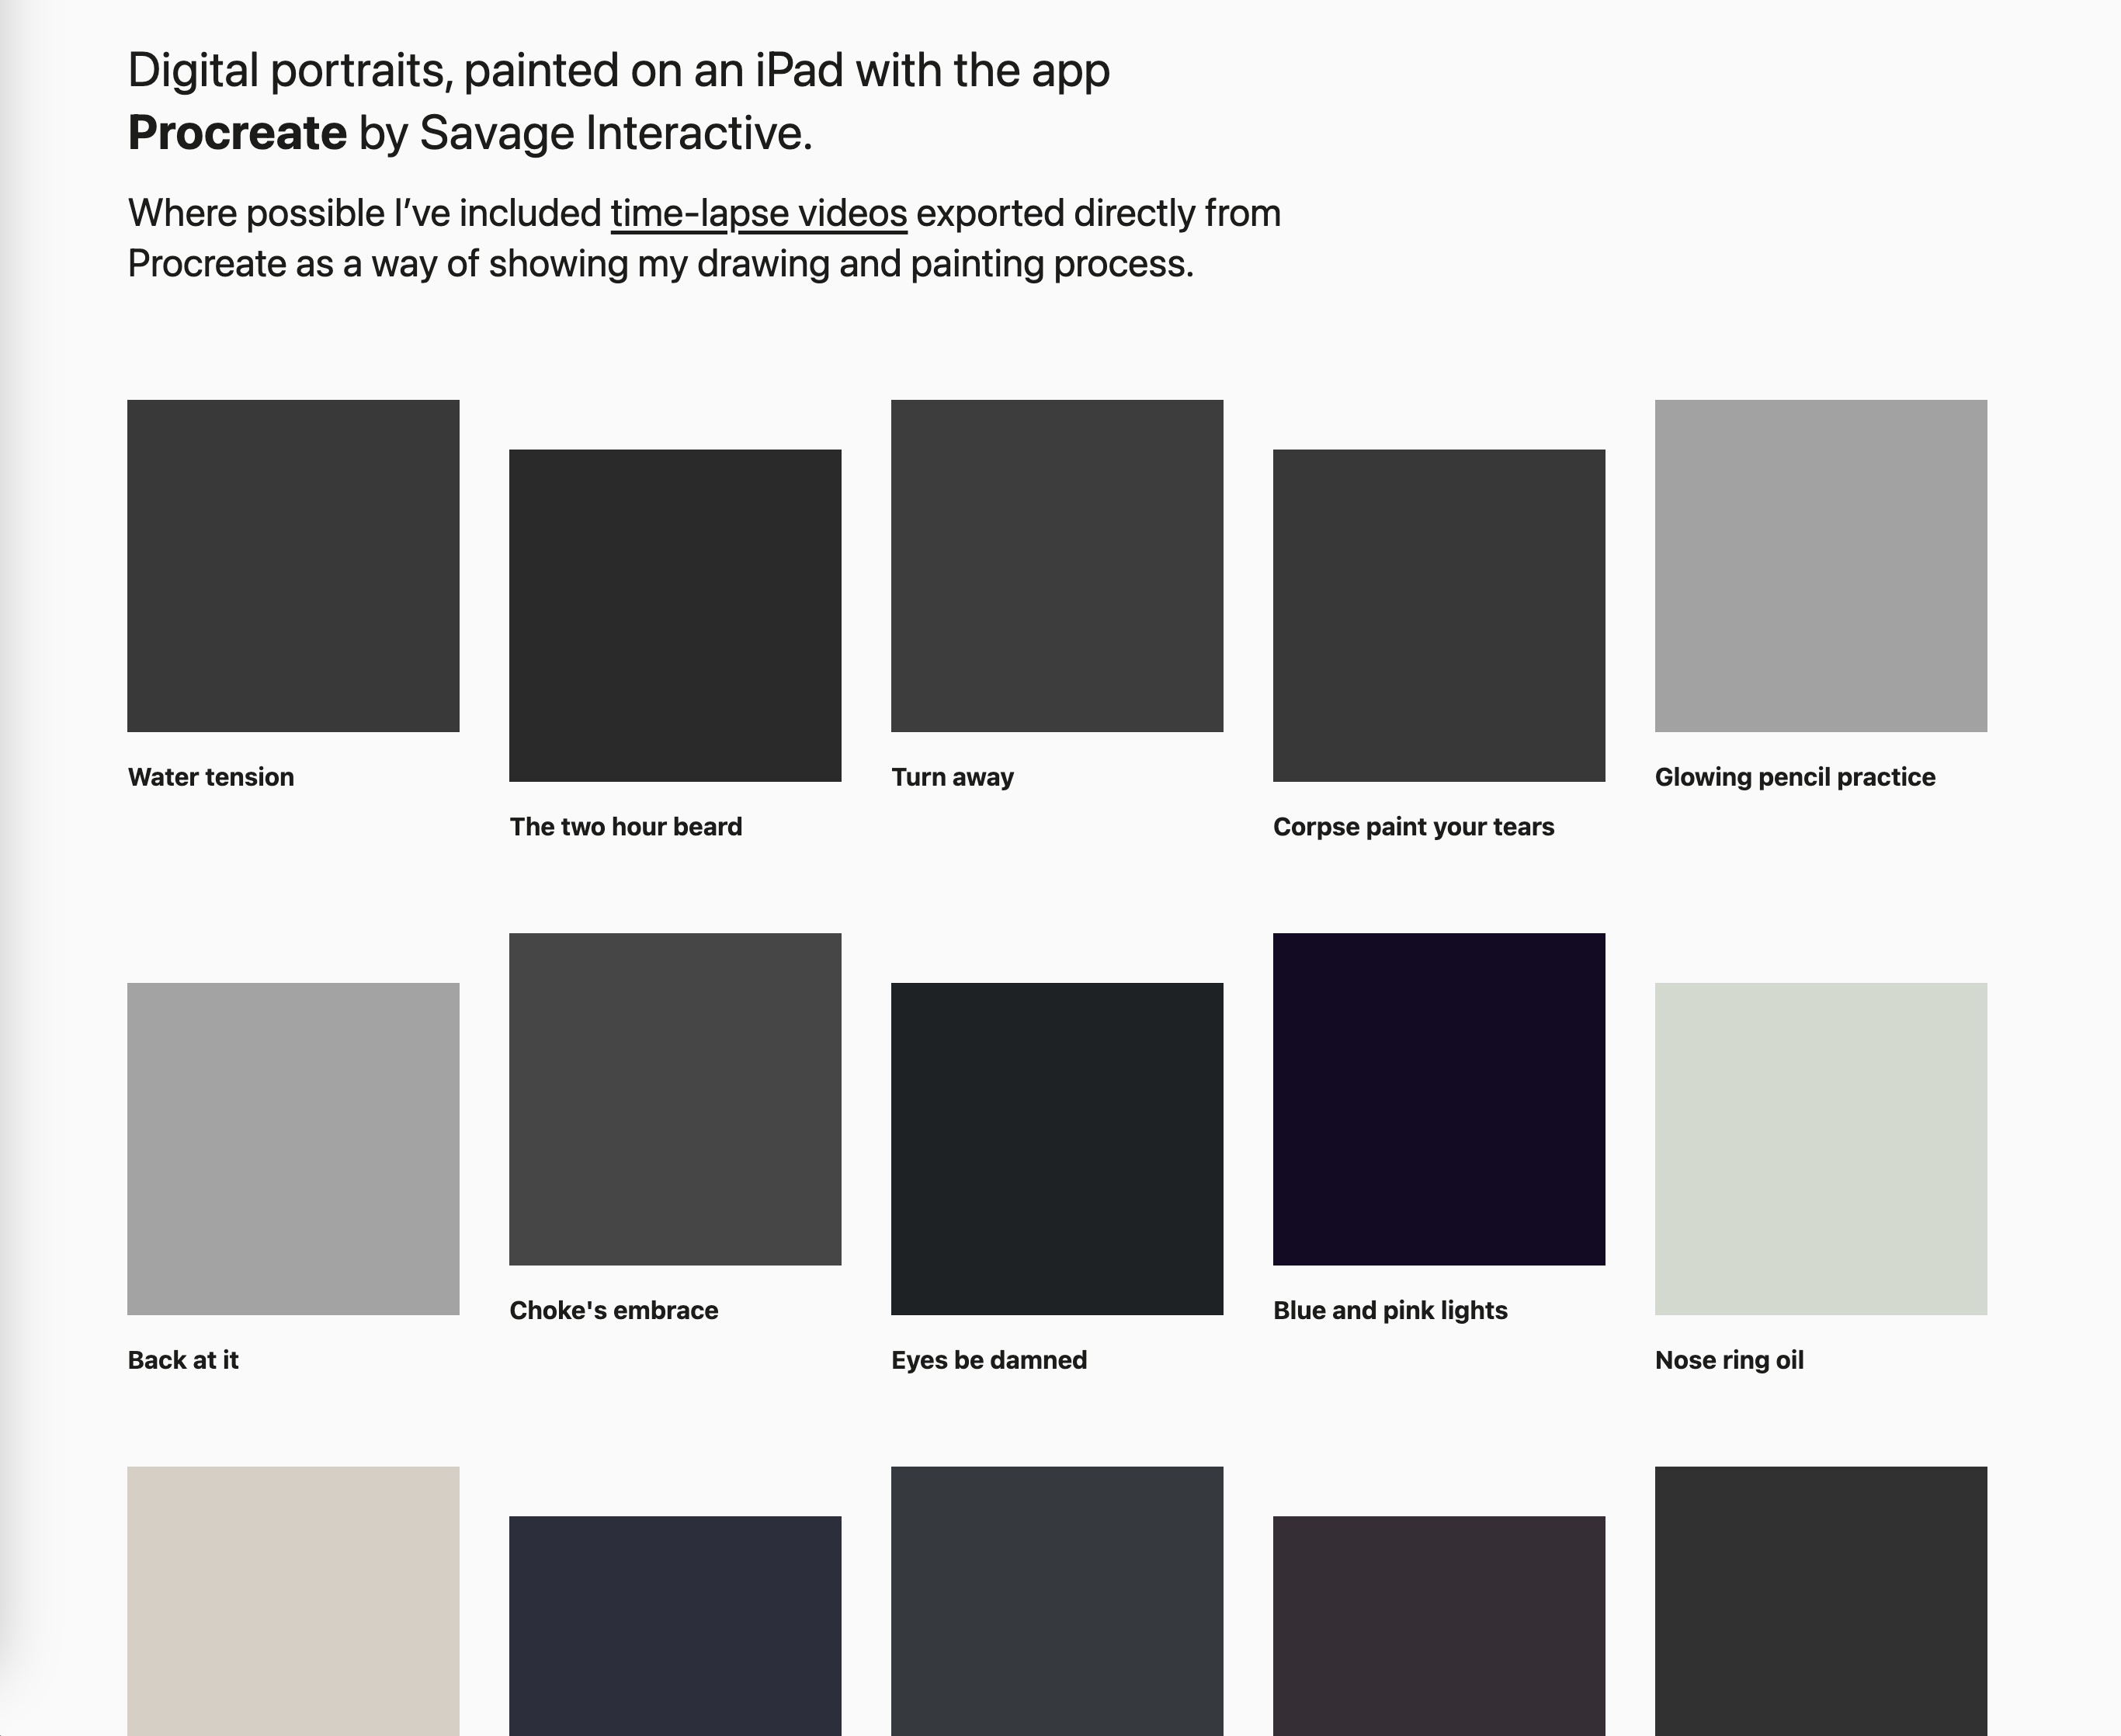 Digital portraits, painted on an iPad with the app
Procreate by Savage Interactive.
Where possible I’ve included time-lapse videos exported directly from
Procreate as a way of showing my drawing and painting process.
Water tension
The two hour beard
Turn away
Corpse paint your tears
Glowing pencil practice
Back at it
Choke's embrace
Eyes be damned
Blue and pink lights
Nose ring oil